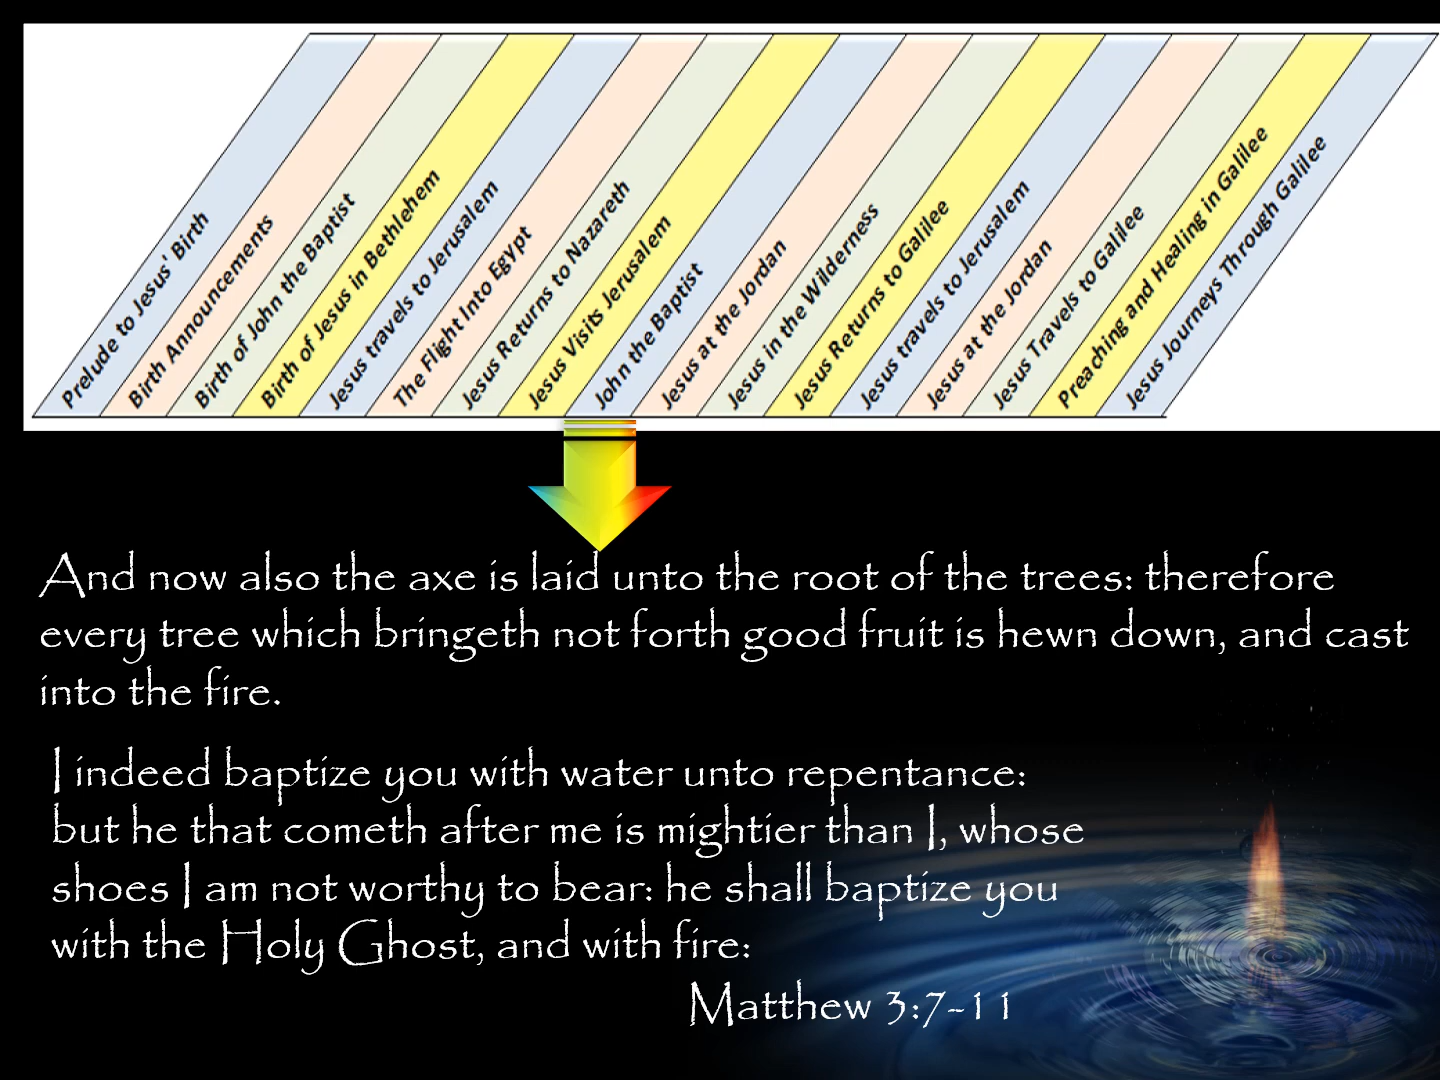 Prelude to Jesus' Birth
Birth Announcements
Birth of John the Baptist
Birth of Jesus in Bethlehem
Jesus travels to Jerusalem
The Flight Into Egypt
Jesus Returns to Nazareth
Jesus Visits Jerusalem
John the Baptist
Jesus at the Jordan
Jesus in the Wilderness
Jesus Returns to Galilee
Jesus travels to Jerusalem
Jesus at the Jordan
Jesus Travels to Galilee
Preaching and Healing in Galilee
Jesus Journeys Through Galilee
And now also the axe is laid unto the root of the trees: therefore
every tree which bringeth not forth good fruit is hewn down, and cast
into the fire.
I indeed baptize you with water unto repentance:
but he that cometh after me is mightier than I, whose
shoes I am not worthy to bear: he shall baptize you
with the Holy Ghost, and with fire:
Matthew 3:7-11